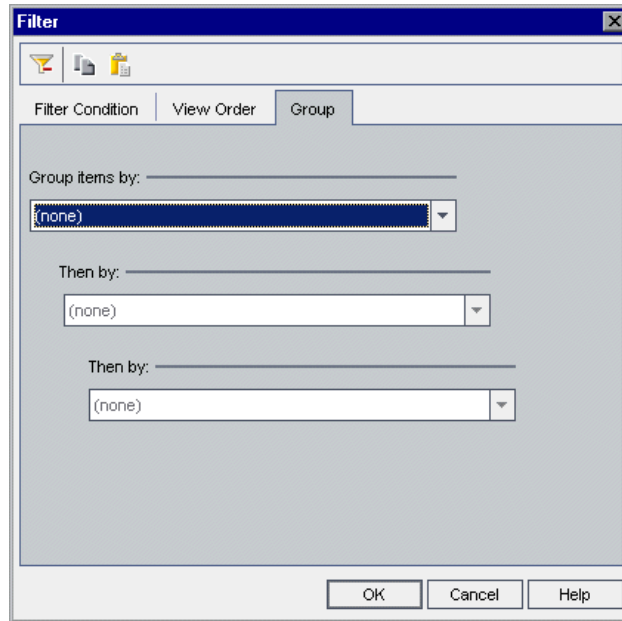 Filter
Filter Condition View Order Group
Group items by:
(none)
Then by:
(none)
Then by:
(none)
OK Cancel Help